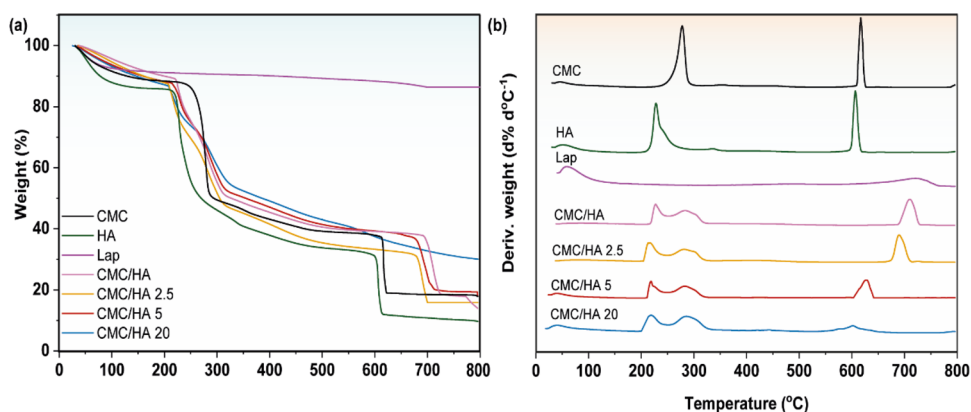 (a)
100
80
60
40
20
0
Weight (%)
CMC
HA
Lap
CMC/HA
CMC/HA 2.5
CMC/HA 5
CMC/HA 20
0 100 200 300 400 500 600 700 800
Temperature (°C)
(b)
Deriv. weight (d% d°C⁻¹)
CMC
HA
Lap
CMC/HA
CMC/HA 2.5
CMC/HA 5
CMC/HA 20
0 100 200 300 400 500 600 700 800
Temperature (°C)